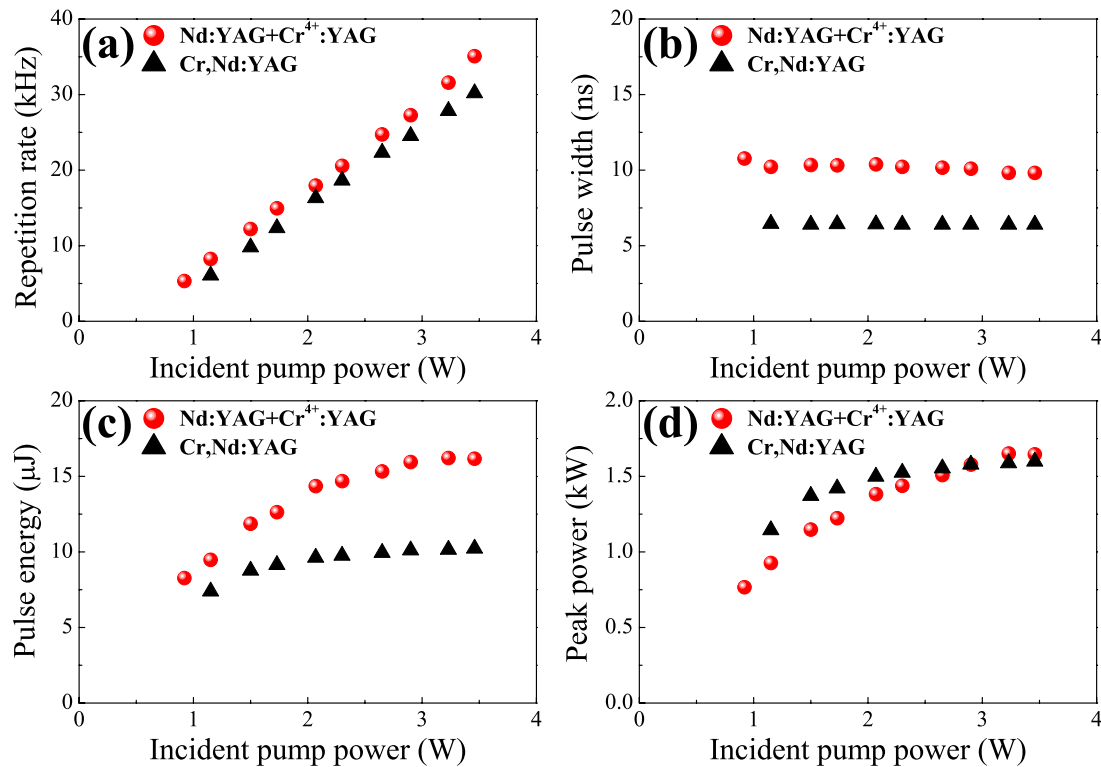 (a)
Nd:YAG+Cr⁴⁺:YAG
Cr,Nd:YAG
Repetition rate (kHz)
40
30
20
10
0
0 1 2 3 4
Incident pump power (W)
(b)
Nd:YAG+Cr⁴⁺:YAG
Cr,Nd:YAG
Pulse width (ns)
20
15
10
5
0
0 1 2 3 4
Incident pump power (W)
(c)
Nd:YAG+Cr⁴⁺:YAG
Cr,Nd:YAG
Pulse energy (μJ)
20
15
10
5
0
0 1 2 3 4
Incident pump power (W)
(d)
Nd:YAG+Cr⁴⁺:YAG
Cr,Nd:YAG
Peak power (kW)
2.0
1.5
1.0
0.5
0.0
0 1 2 3 4
Incident pump power (W)